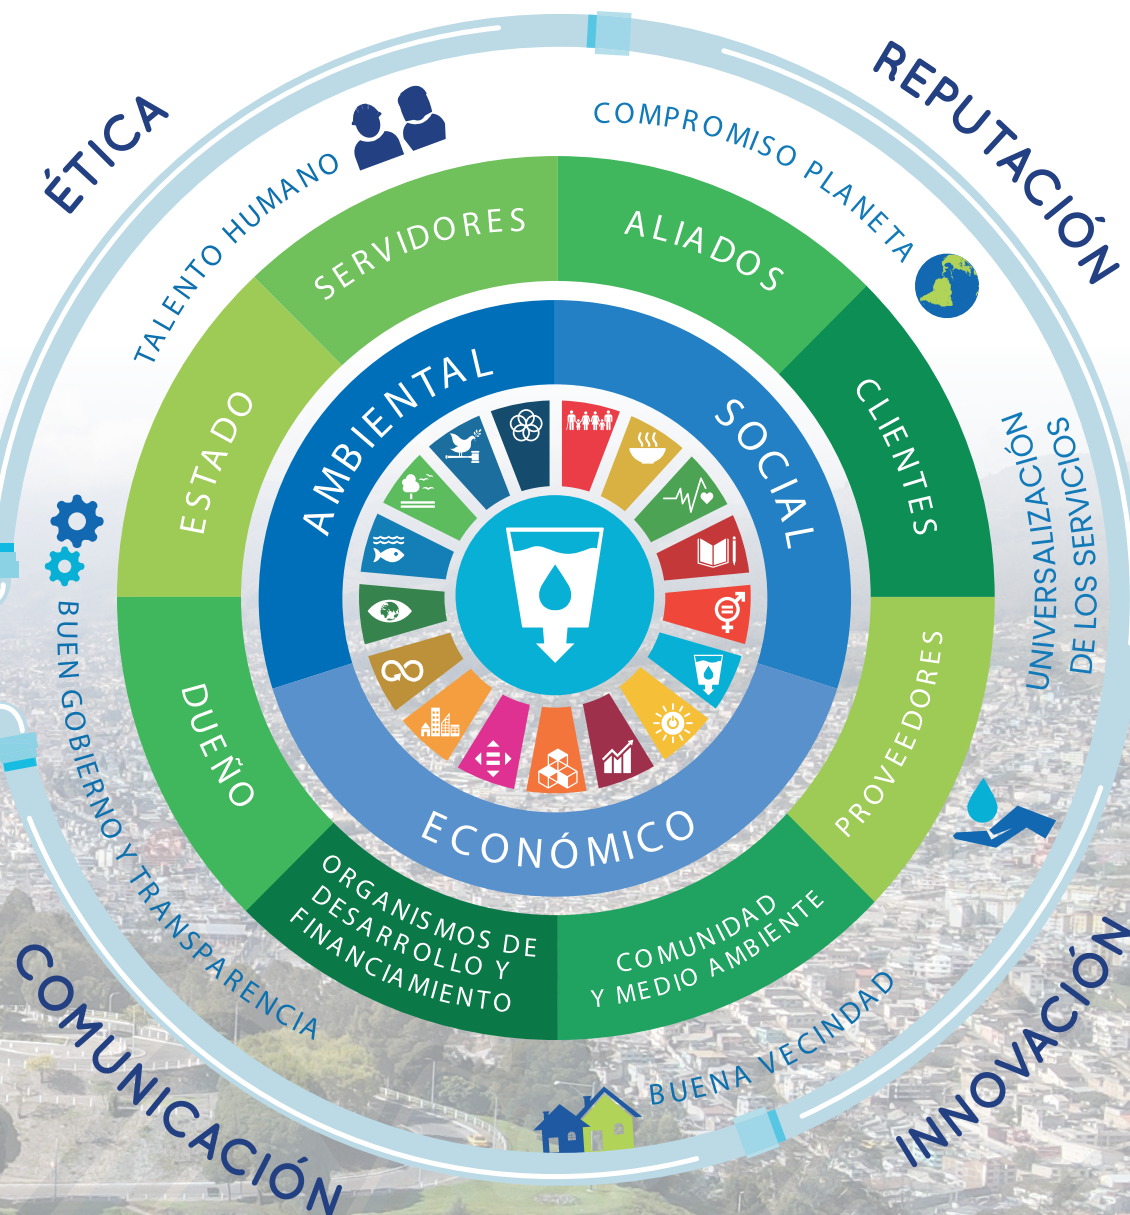 ÉTICA
REPUTACIÓN
INNOVACIÓN
COMUNICACIÓN
TALENTO HUMANO
COMPROMISO PLANETA
UNIVERSALIZACIÓN
DE LOS SERVICIOS
BUENA VECINDAD
BUEN GOBIERNO Y TRANSPARENCIA
SERVIDORES
ALIADOS
CLIENTES
PROVEEDORES
COMUNIDAD
Y MEDIO AMBIENTE
ORGANISMOS DE
DESARROLLO Y
FINANCIAMIENTO
DUEÑO
ESTADO
AMBIENTAL
SOCIAL
ECONÓMICO